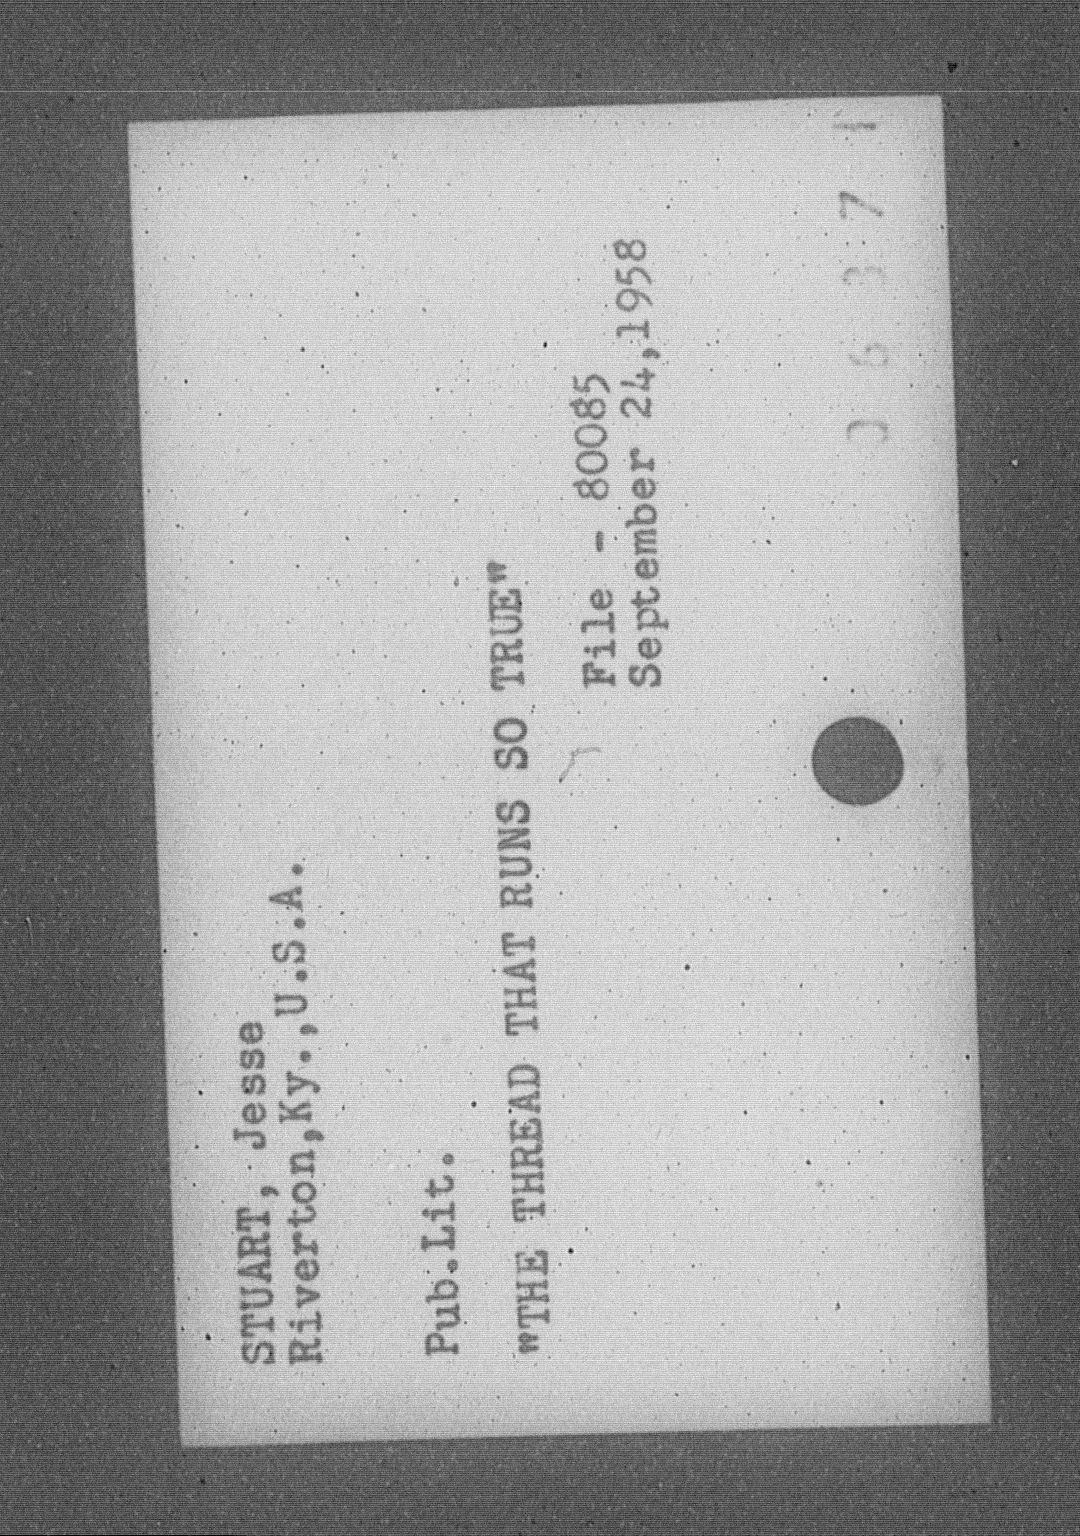 STUART, Jesse
Riverton,Ky.,U.S.A.
Pub.Lit.
"THE THREAD THAT RUNS SO TRUE"
File - 80085
September 24,1958